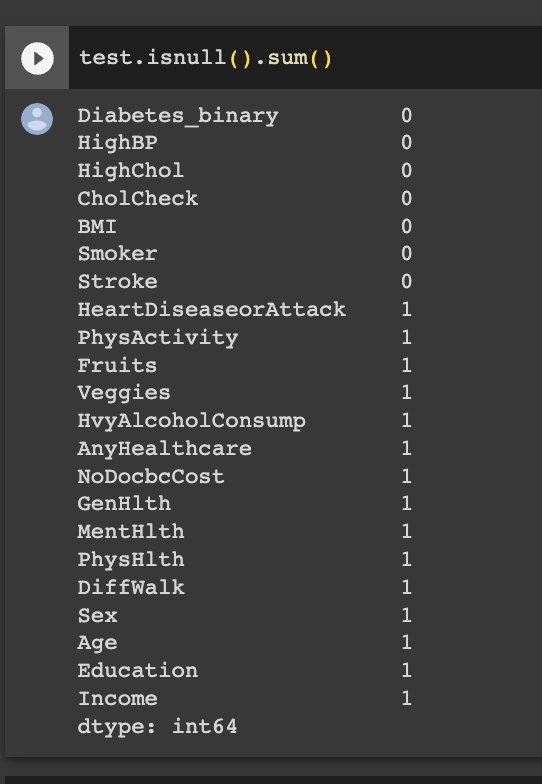 test.isnull().sum()
Diabetes_binary 0
HighBP 0
HighChol 0
CholCheck 0
BMI 0
Smoker 0
Stroke 0
HeartDiseaseorAttack 1
PhysActivity 1
Fruits 1
Veggies 1
HvyAlcoholConsump 1
AnyHealthcare 1
NoDocbcCost 1
GenHlth 1
MentHlth 1
PhysHlth 1
DiffWalk 1
Sex 1
Age 1
Education 1
Income 1
dtype: int64